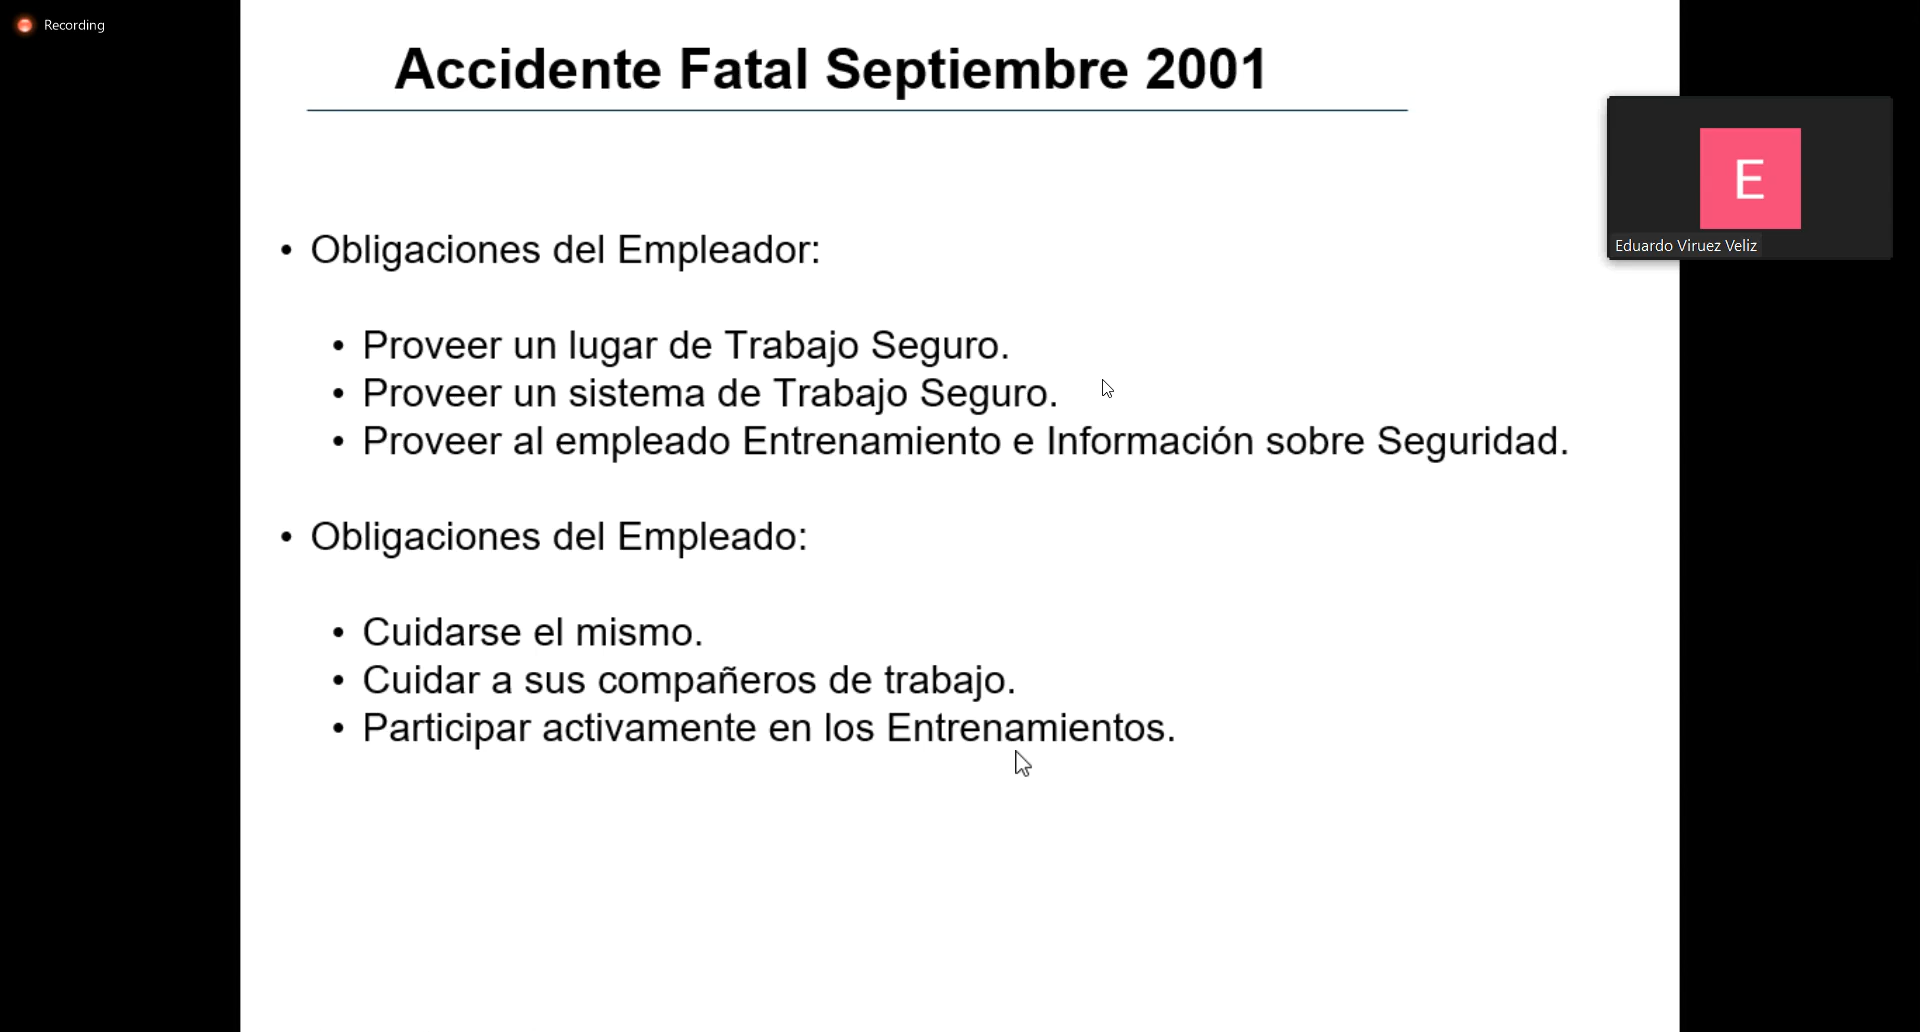 Recording
Accidente Fatal Septiembre 2001
E
Eduardo Viruez Veliz
• Obligaciones del Empleador:
• Proveer un lugar de Trabajo Seguro.
• Proveer un sistema de Trabajo Seguro.
• Proveer al empleado Entrenamiento e Información sobre Seguridad.
• Obligaciones del Empleado:
• Cuidarse el mismo.
• Cuidar a sus compañeros de trabajo.
• Participar activamente en los Entrenamientos.